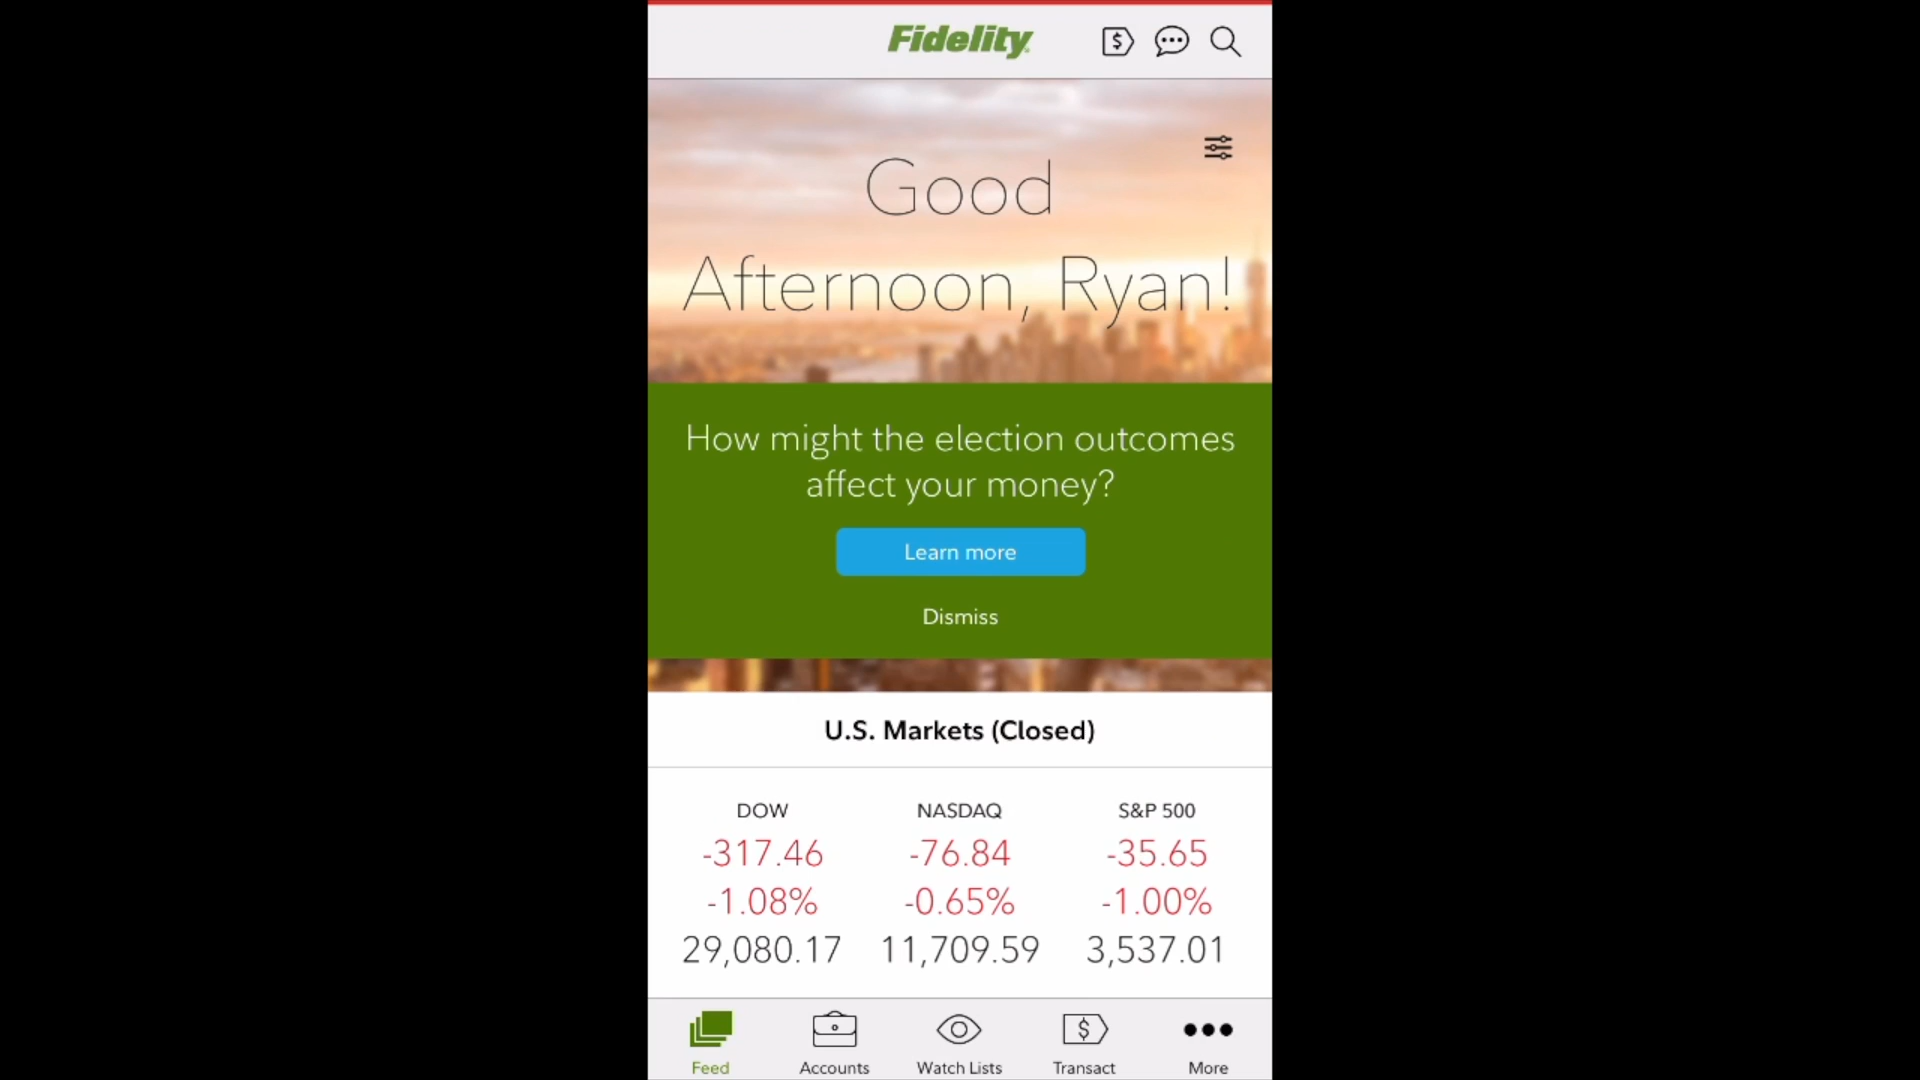 Fidelity
$
Good
Afternoon, Ryan!
How might the election outcomes
affect your money?
Learn more
Dismiss
U.S. Markets (Closed)
DOW NASDAQ S&P 500
-317.46 -76.84 -35.65
-1.08% -0.65% -1.00%
29,080.17 11,709.59 3,537.01
$
Feed Accounts Watch Lists Transact More